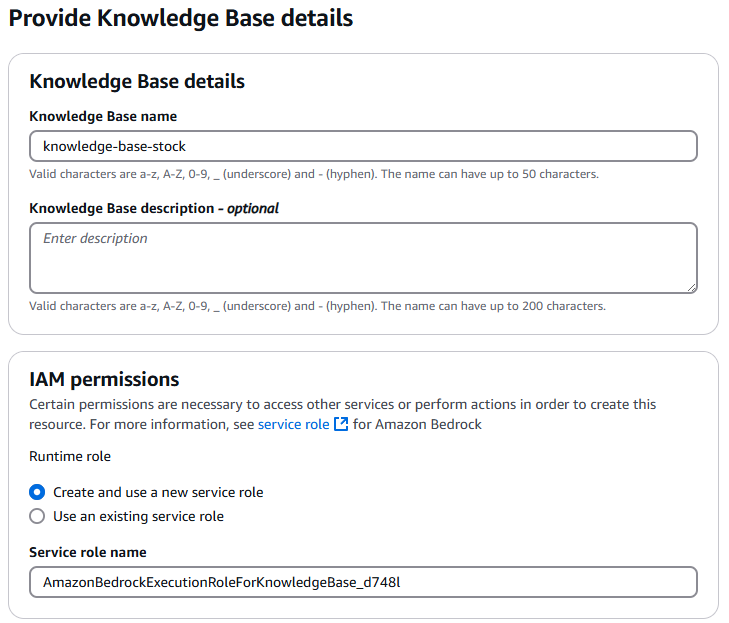 Provide Knowledge Base details
Knowledge Base details
Knowledge Base name
knowledge-base-stock
Valid characters are a-z, A-Z, 0-9, _ (underscore) and - (hyphen). The name can have up to 50 characters.
Knowledge Base description - optional
Enter description
Valid characters are a-z, A-Z, 0-9, _ (underscore) and - (hyphen). The name can have up to 200 characters.
IAM permissions
Certain permissions are necessary to access other services or perform actions in order to create this
resource. For more information, see service role for Amazon Bedrock
Runtime role
Create and use a new service role
Use an existing service role
Service role name
AmazonBedrockExecutionRoleForKnowledgeBase_d748l